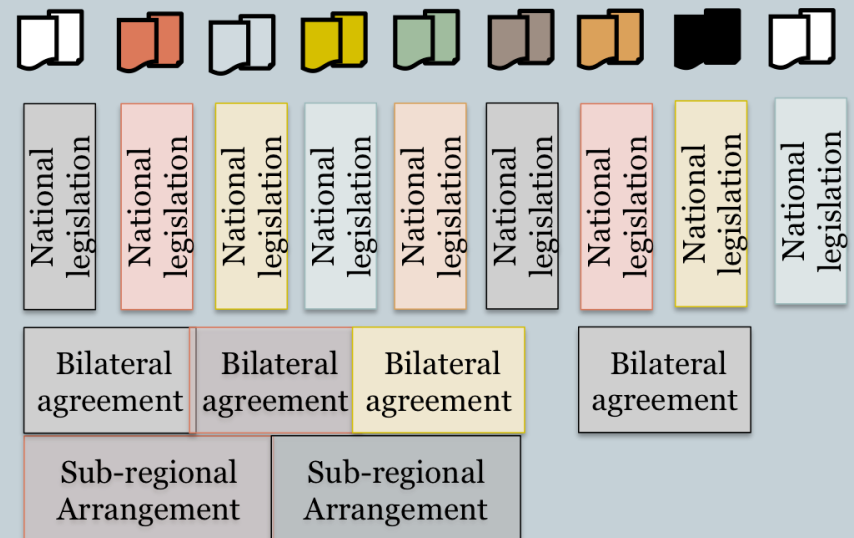 National
legislation
National
legislation
National
legislation
National
legislation
National
legislation
National
legislation
National
legislation
National
legislation
National
legislation
Bilateral
agreement
Bilateral
agreement
Bilateral
agreement
Bilateral
agreement
Sub-regional
Arrangement
Sub-regional
Arrangement